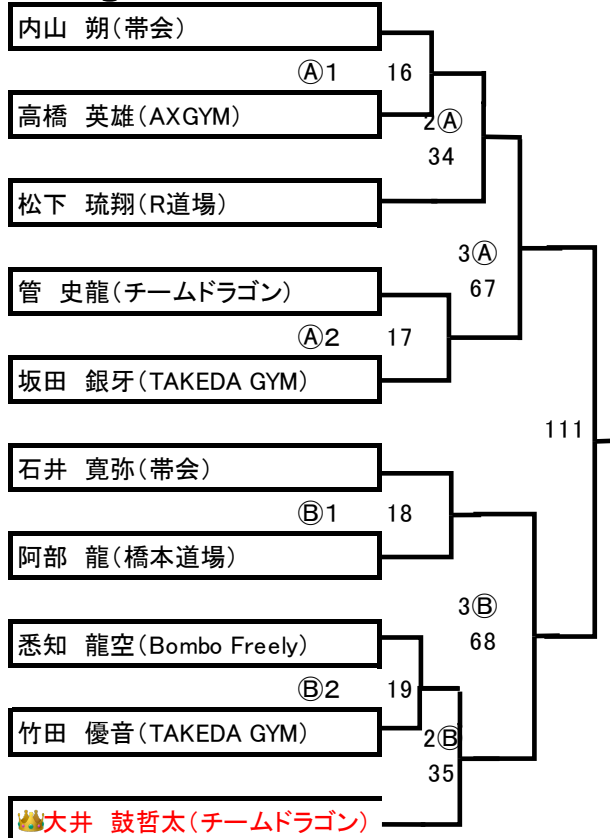 内山 朔(帯会)
Ⓐ1 16
高橋 英雄(AXGYM)
2Ⓐ
34
松下 琉翔(R道場)
3Ⓐ
67
管 史龍(チームドラゴン)
Ⓐ2 17
坂田 銀牙(TAKEDA GYM)
111
石井 寛弥(帯会)
Ⓑ1 18
阿部 龍(橋本道場)
3Ⓑ
68
悉知 龍空(Bombo Freely)
Ⓑ2 19
竹田 優音(TAKEDA GYM)
2Ⓑ
35
大井 鼓哲太(チームドラゴン)